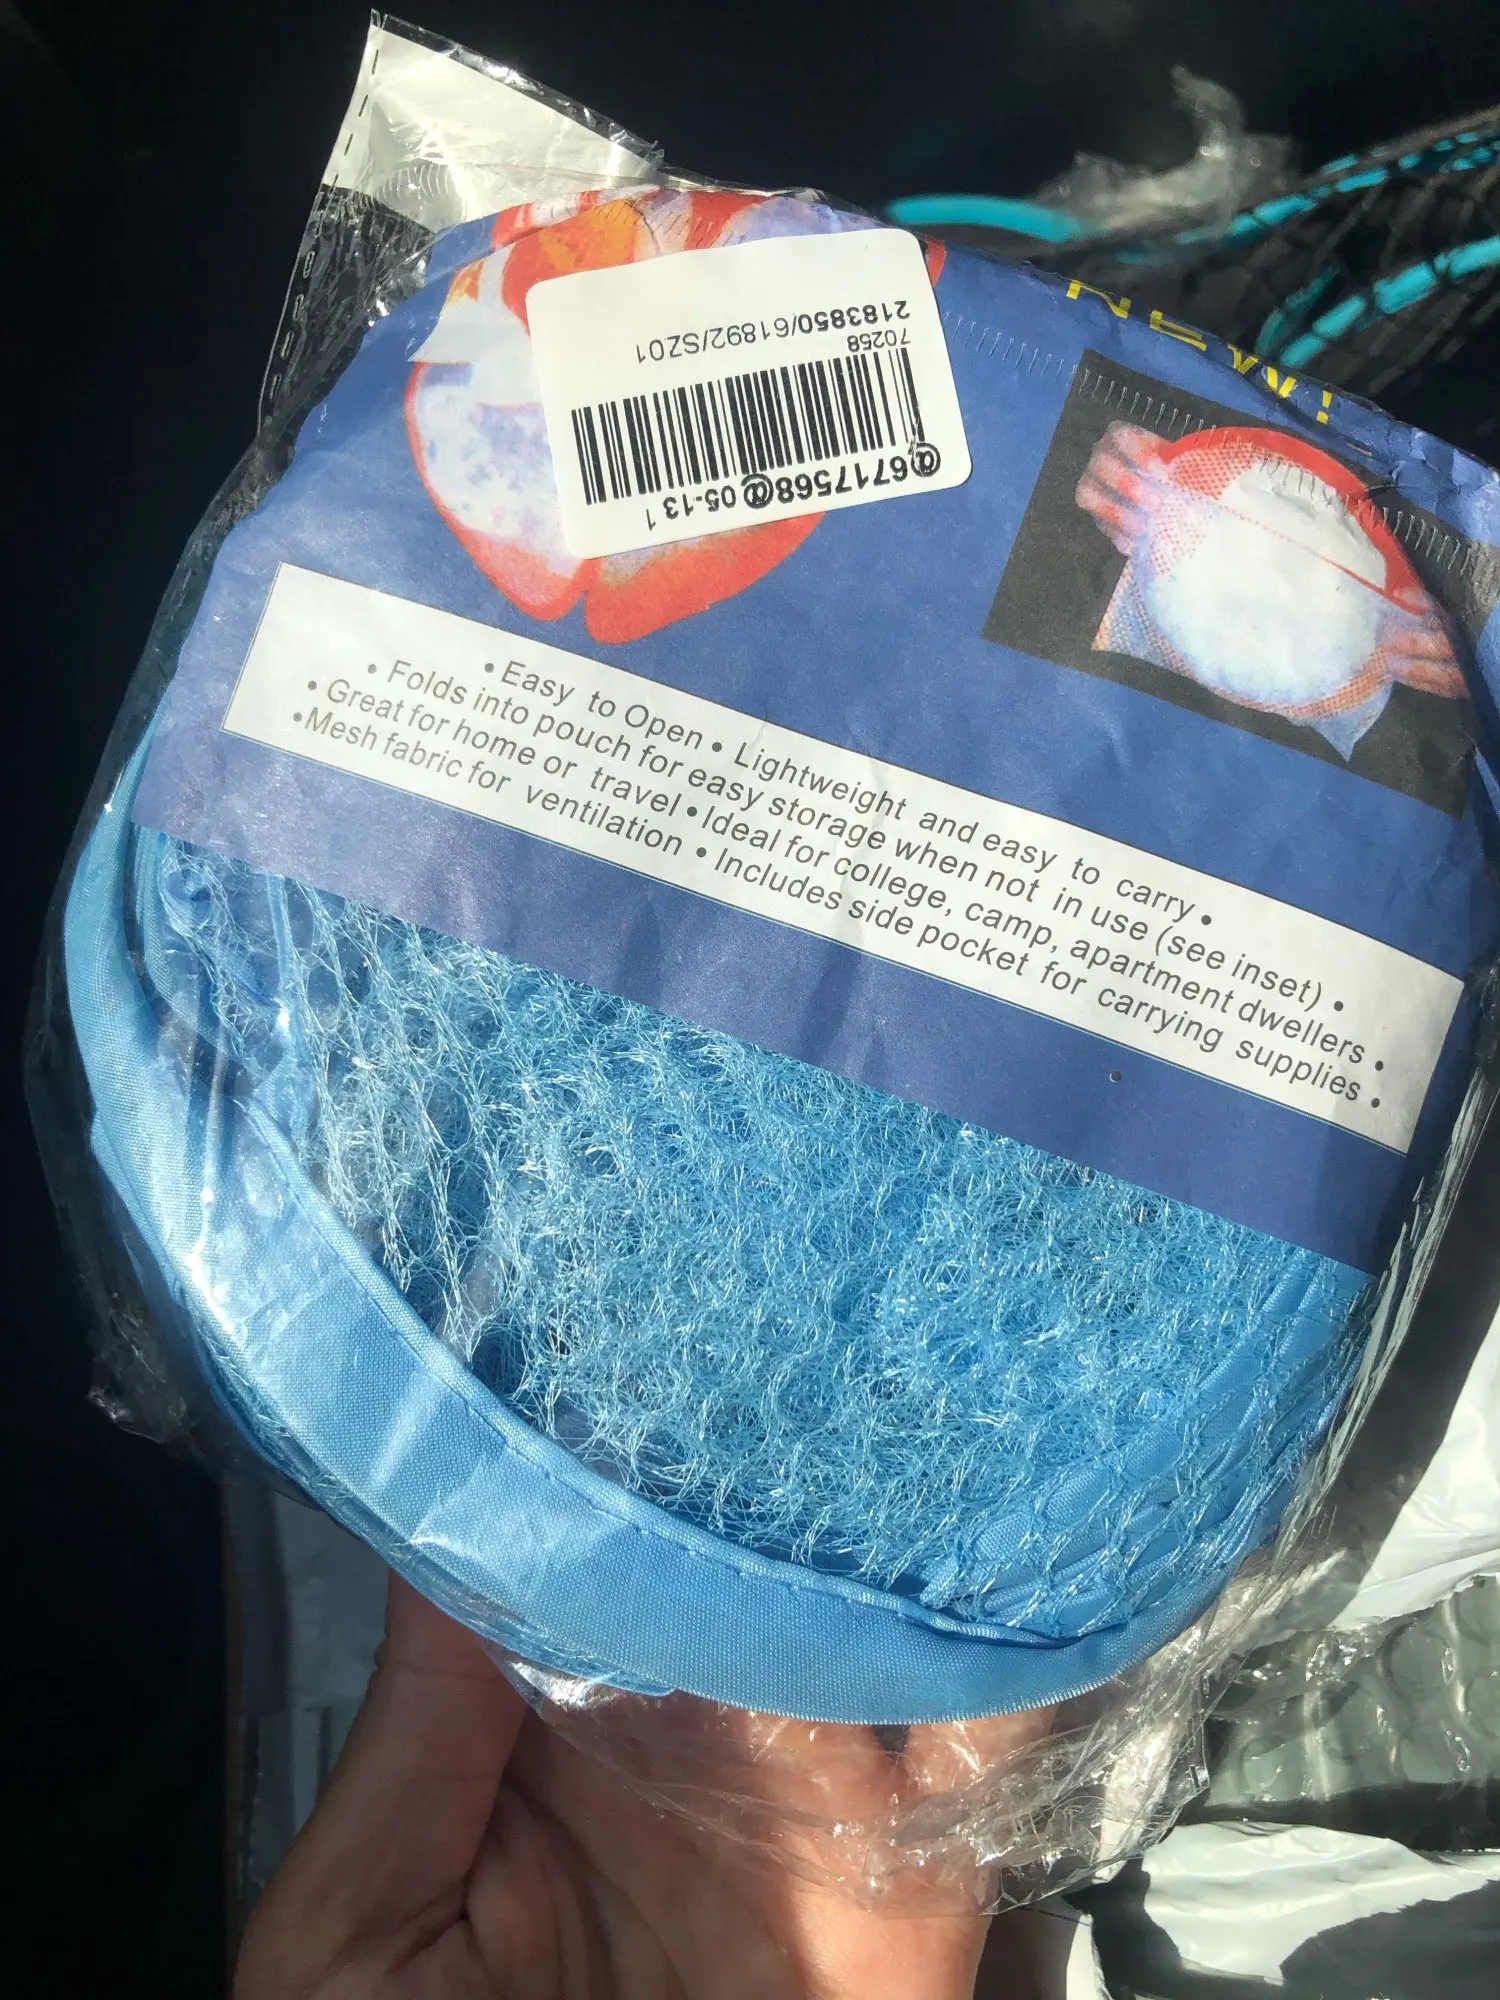 NEW!
2183850/61892/SZ01
70258
@6717568@ 05-13 1
• Easy to Open • Lightweight and easy to carry •
• Folds into pouch for easy storage when not in use (see inset) •
• Great for home or travel • Ideal for college, camp, apartment dwellers •
• Mesh fabric for ventilation • Includes side pocket for carrying supplies •